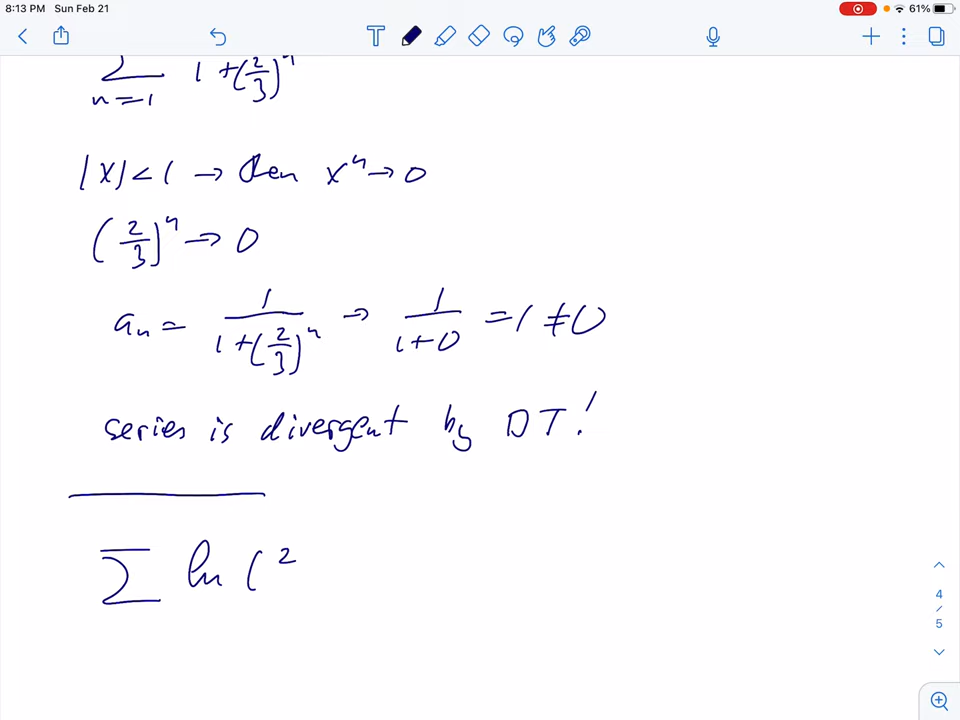 8:13 PM Sun Feb 21 61%
∑ 1+(2/3)^n
n=1
|x|<1 → then x^n → 0
(2/3)^n → 0
a_n = 1/(1+(2/3)^n) → 1/(1+0) = 1 ≠ 0
series is divergent by DT!
∑ ln (2
4
/
5